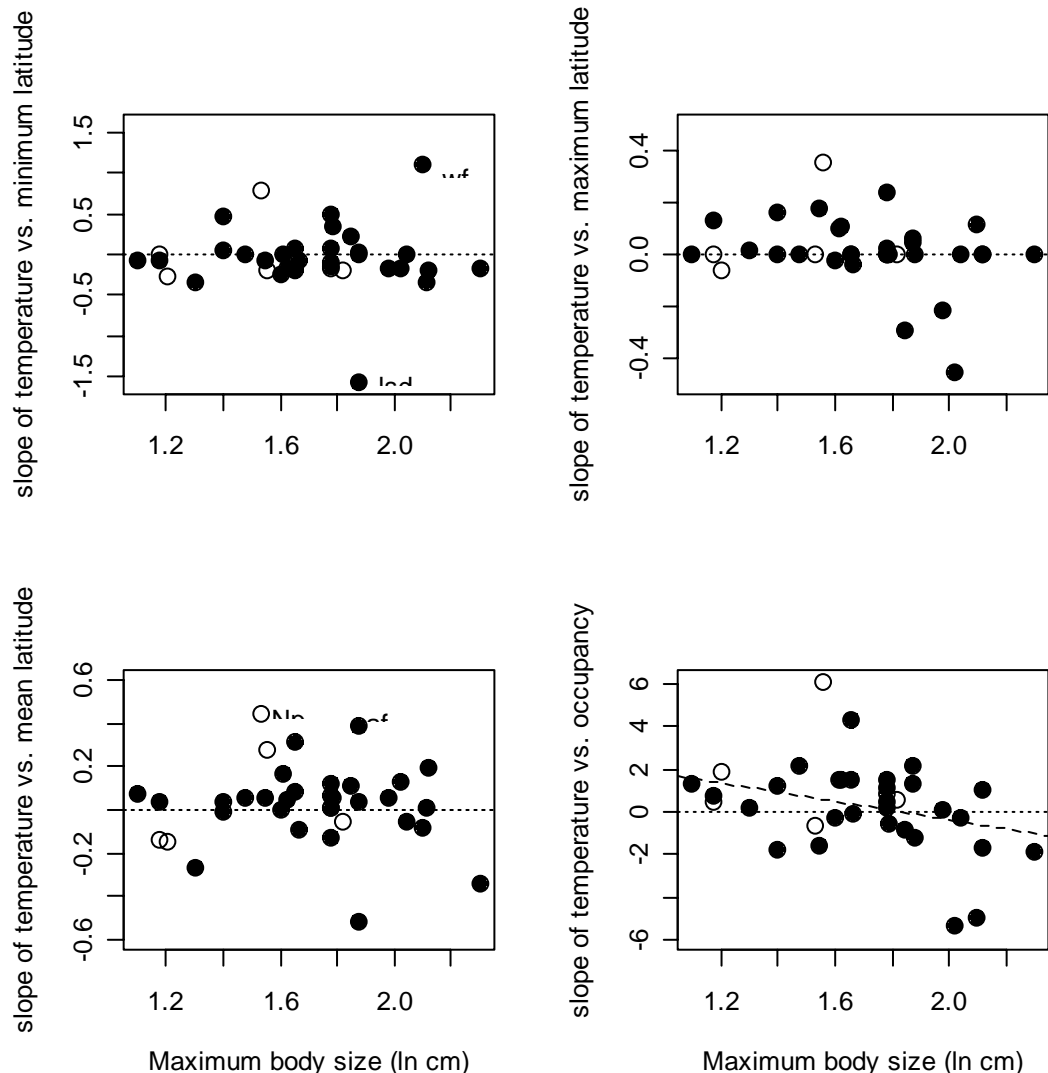 slope of temperature vs. minimum latitude
1.5
0.5
-0.5
-1.5
1.2 1.6 2.0
slope of temperature vs. maximum latitude
0.4
0.0
-0.4
1.2 1.6 2.0
slope of temperature vs. mean latitude
0.6
0.2
-0.2
-0.6
1.2 1.6 2.0
Maximum body size (ln cm)
slope of temperature vs. occupancy
6
4
2
0
-2
-6
1.2 1.6 2.0
Maximum body size (ln cm)